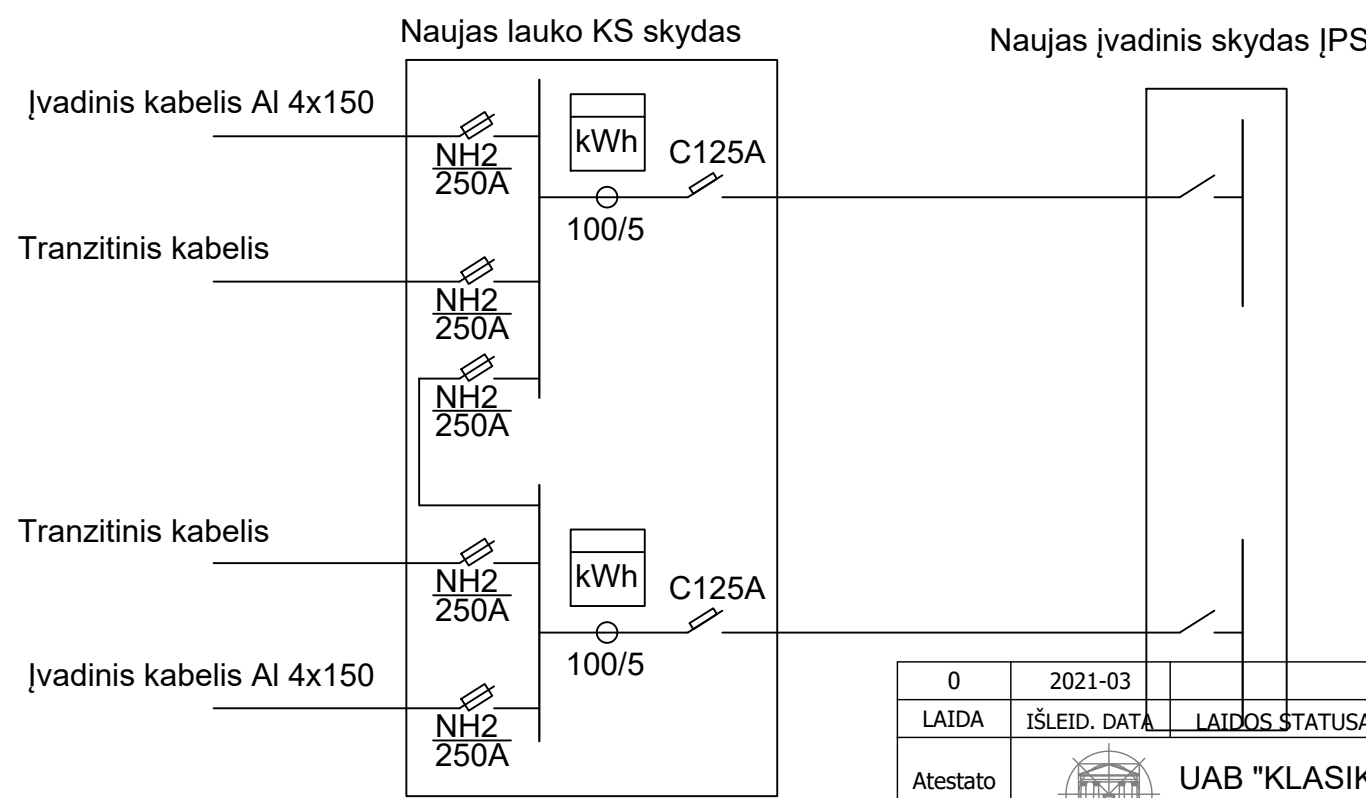 Naujas lauko KS skydas
Naujas įvadinis skydas ĮPS
Įvadinis kabelis Al 4x150
NH2
250A
kWh
C125A
100/5
Tranzitinis kabelis
NH2
250A
NH2
250A
Tranzitinis kabelis
NH2
250A
kWh
C125A
100/5
Įvadinis kabelis Al 4x150
NH2
250A
0 2021-03
LAIDA IŠLEID. DATA LAIDOS STATUSA
Atestato UAB "KLASIK